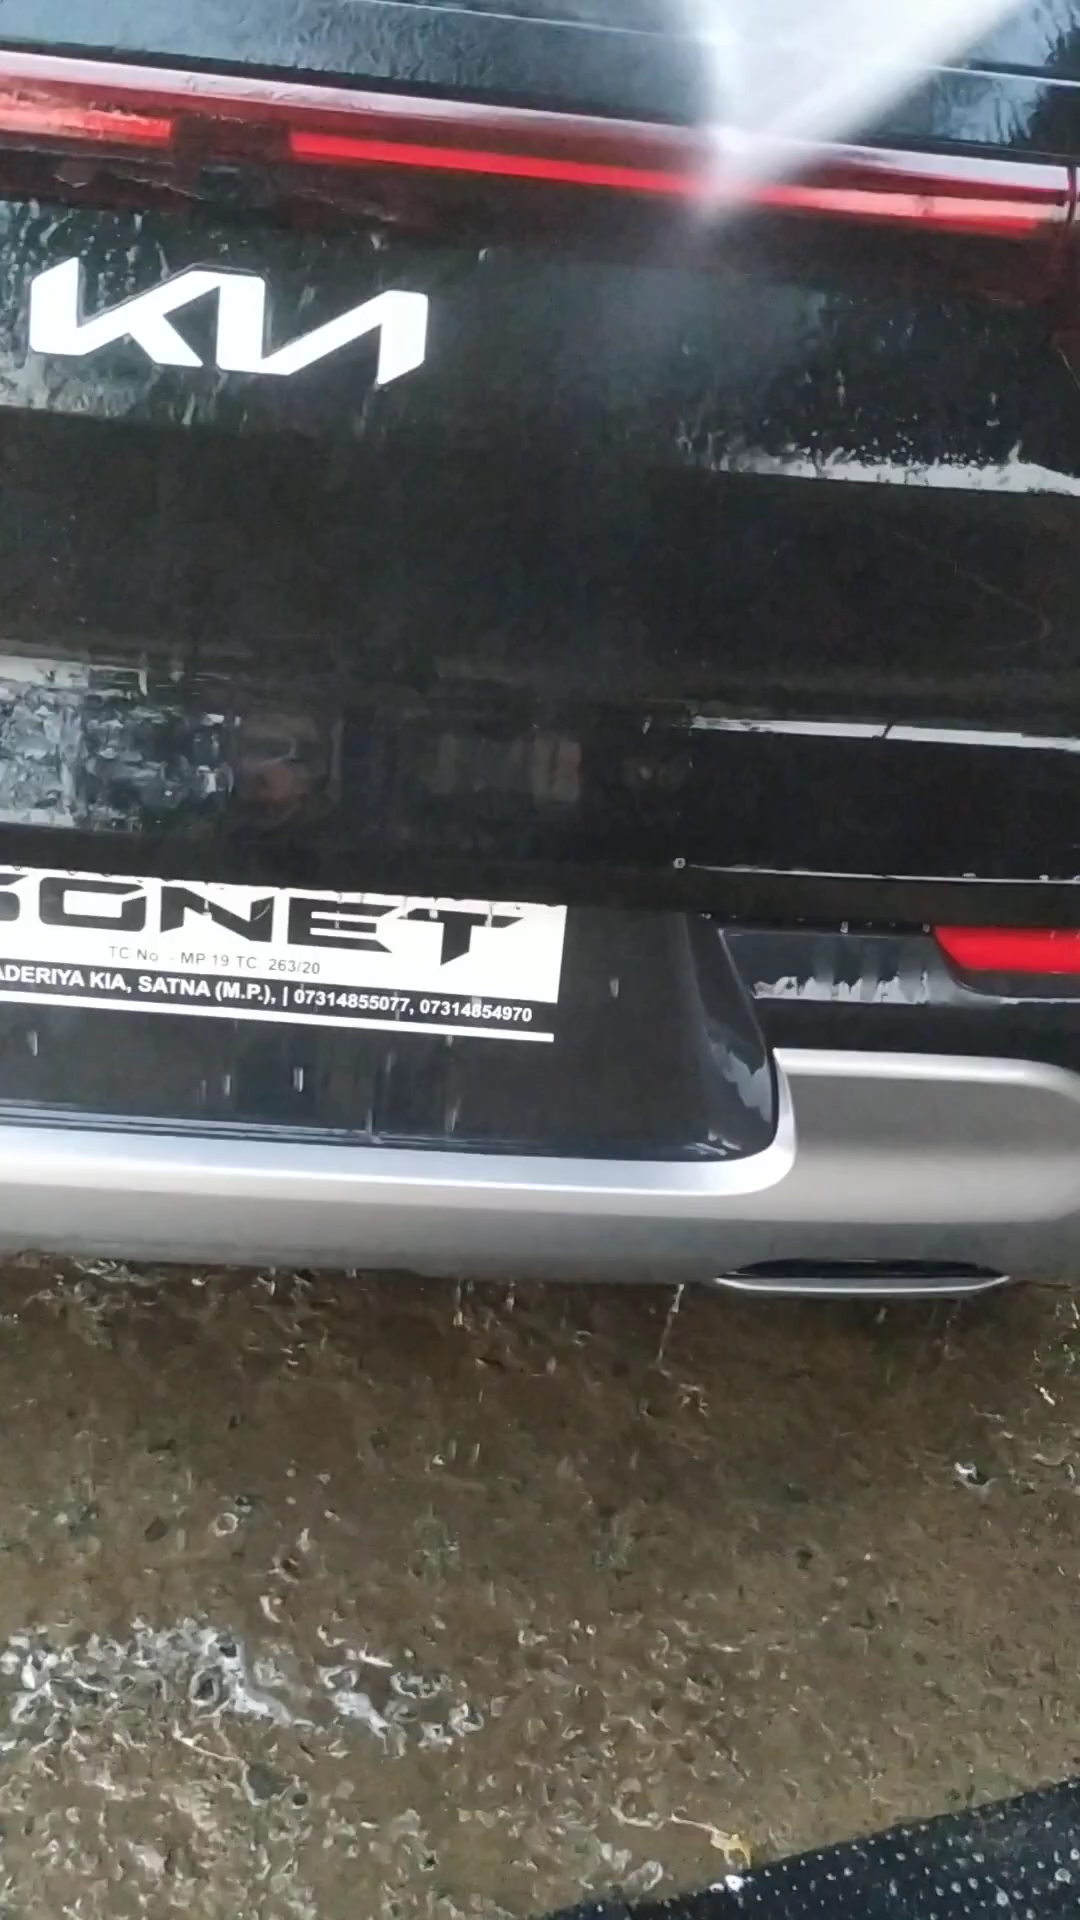 KIA
SONET
TC No. - MP 19 TC 263/20
ADERIYA KIA, SATNA (M.P.), | 07314855077, 07314854970